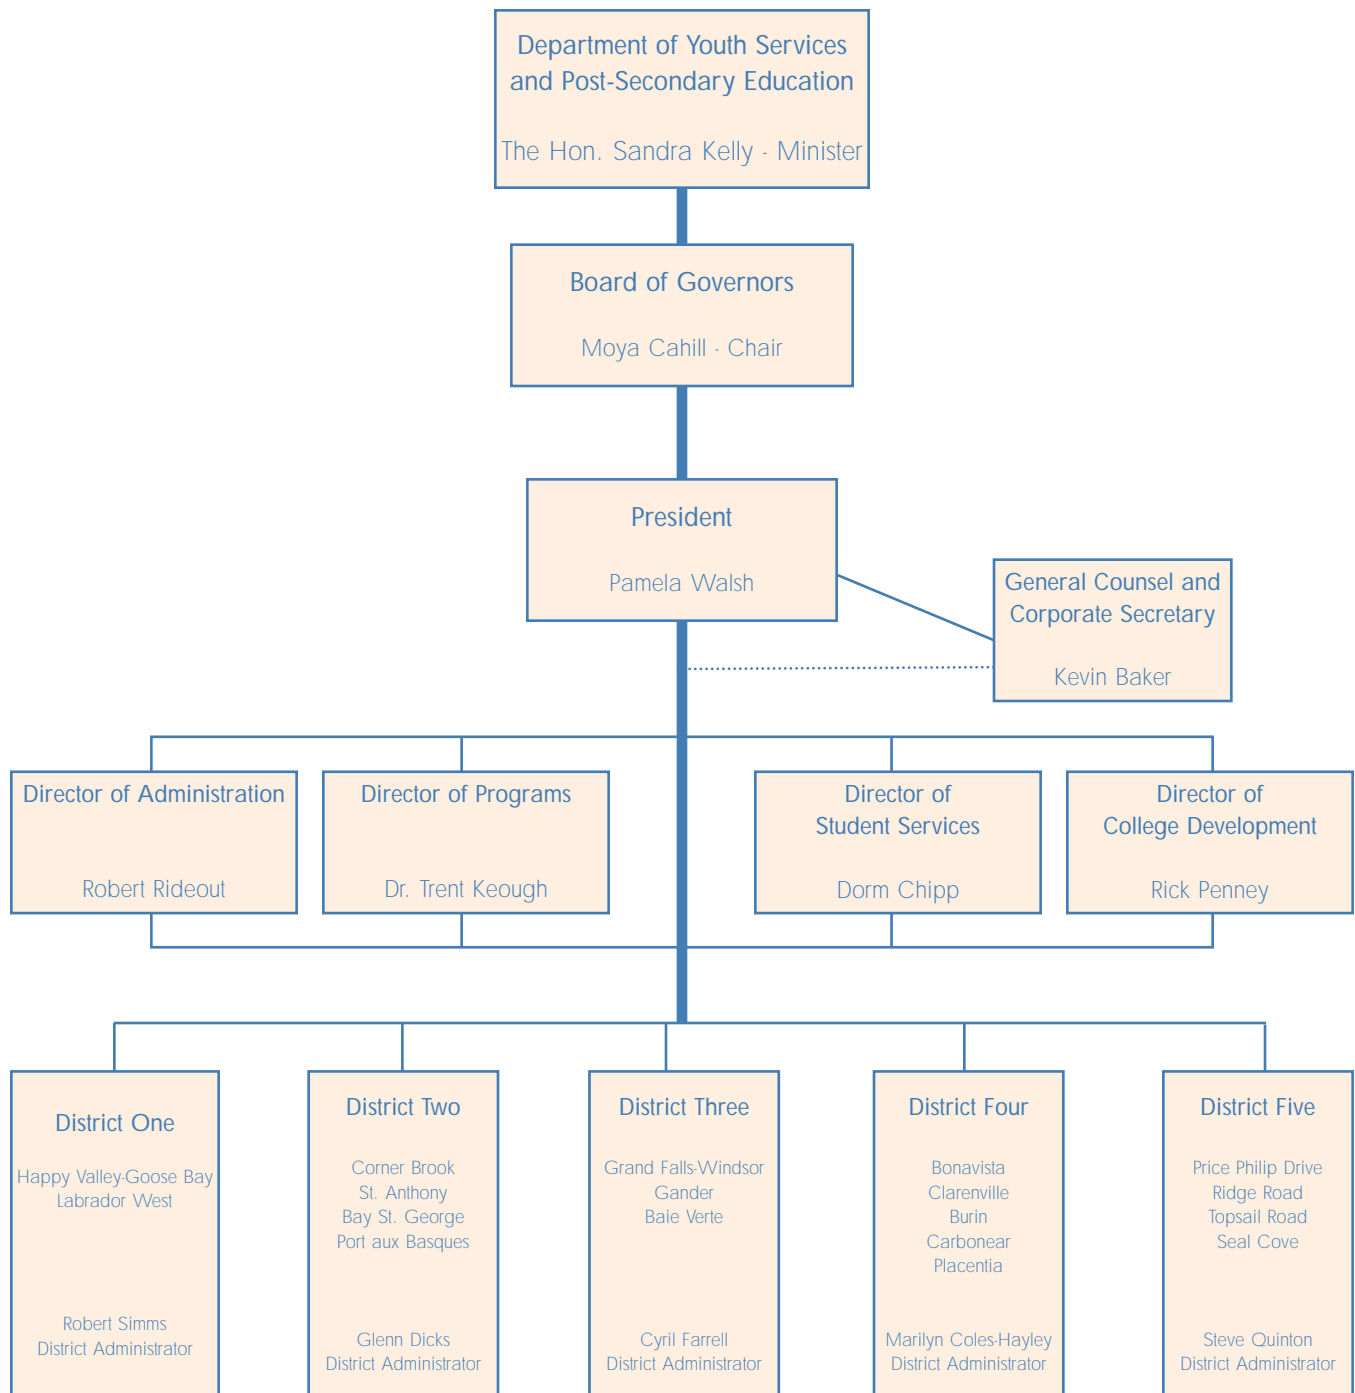 Department of Youth Services
and Post-Secondary Education
The Hon. Sandra Kelly - Minister
Board of Governors
Moya Cahill - Chair
President
Pamela Walsh
General Counsel and
Corporate Secretary
Kevin Baker
Director of Administration
Robert Rideout
Director of Programs
Dr. Trent Keough
Director of
Student Services
Dorm Chipp
Director of
College Development
Rick Penney
District One
Happy Valley-Goose Bay
Labrador West
Robert Simms
District Administrator
District Two
Corner Brook
St. Anthony
Bay St. George
Port aux Basques
Glenn Dicks
District Administrator
District Three
Grand Falls-Windsor
Gander
Baie Verte
Cyril Farrell
District Administrator
District Four
Bonavista
Clarenville
Burin
Carbonear
Placentia
Marilyn Coles-Hayley
District Administrator
District Five
Price Philip Drive
Ridge Road
Topsail Road
Seal Cove
Steve Quinton
District Administrator